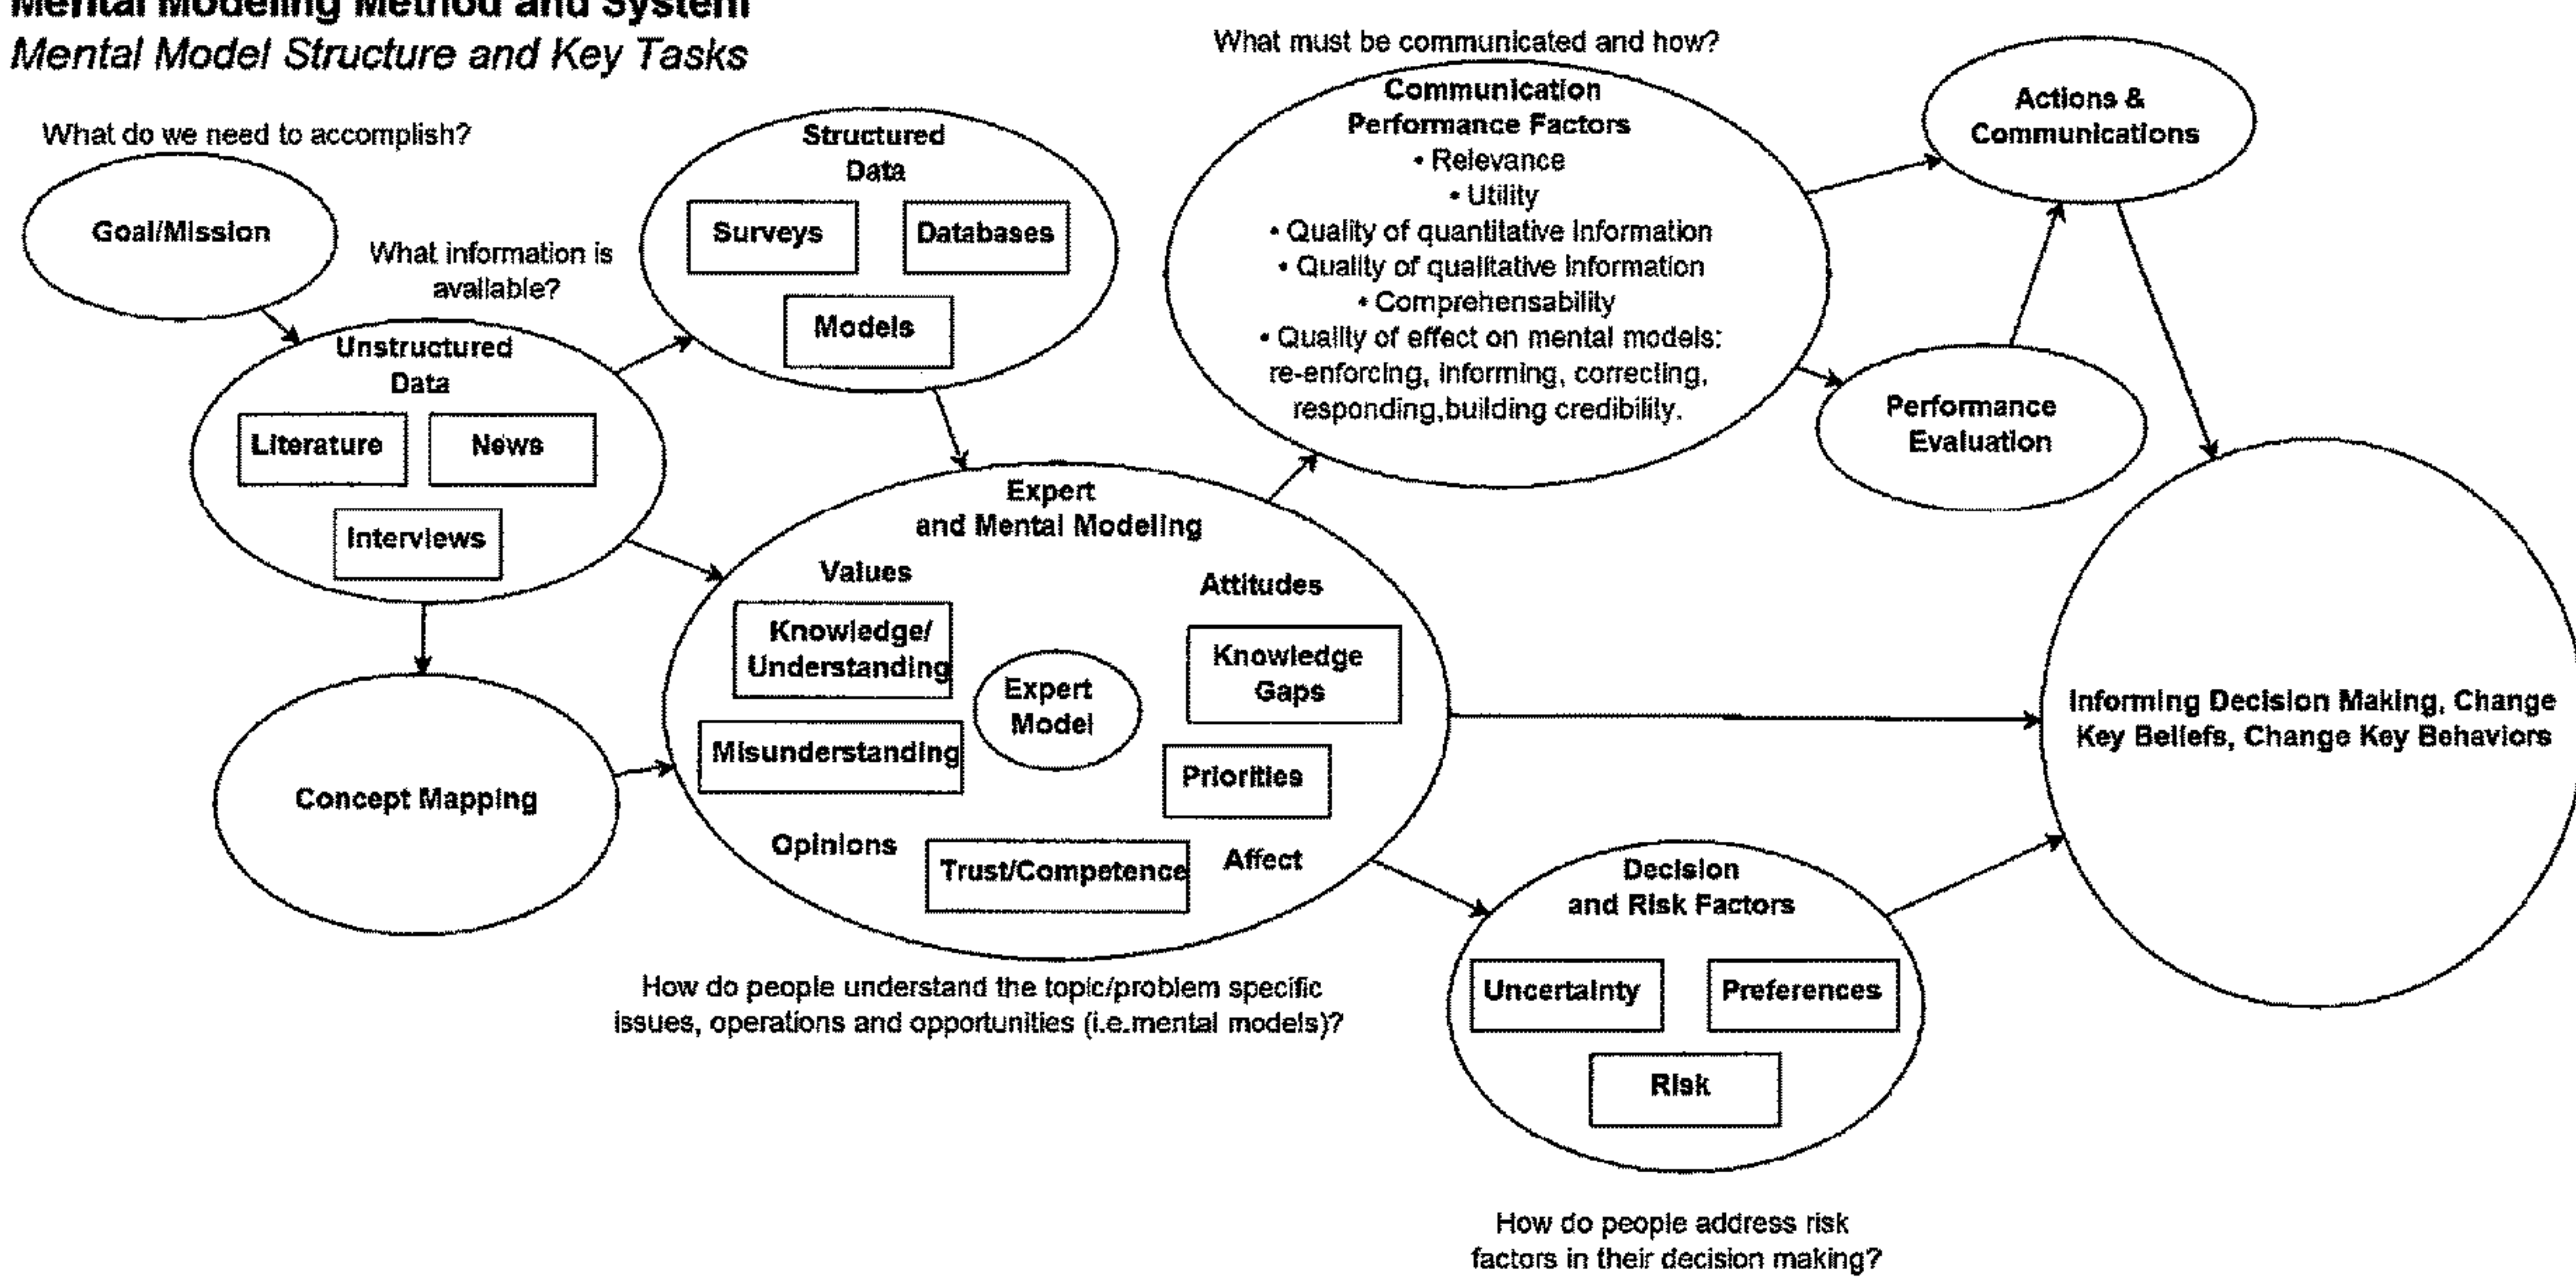 Mental Modeling Method and System
Mental Model Structure and Key Tasks
What do we need to accomplish?
Goal/Mission
What information is
available?
Unstructured
Data
Literature
News
Interviews
Structured
Data
Surveys
Databases
Models
Concept Mapping
Expert
and Mental Modeling
Values
Attitudes
Knowledge/
Understanding
Knowledge
Gaps
Expert
Model
Misunderstanding
Priorities
Opinions
Trust/Competence
Affect
How do people understand the topic/problem specific
issues, operations and opportunities (i.e.mental models)?
What must be communicated and how?
Communication
Performance Factors
• Relevance
• Utility
• Quality of quantitative Information
• Quality of qualitative Information
• Comprehensability
• Quality of effect on mental models:
re-enforcing, informing, correcting,
responding,building credibility.
Actions &
Communications
Performance
Evaluation
Informing Decision Making, Change
Key Beliefs, Change Key Behaviors
Decision
and Risk Factors
Uncertainty
Preferences
Risk
How do people address risk
factors in their decision making?